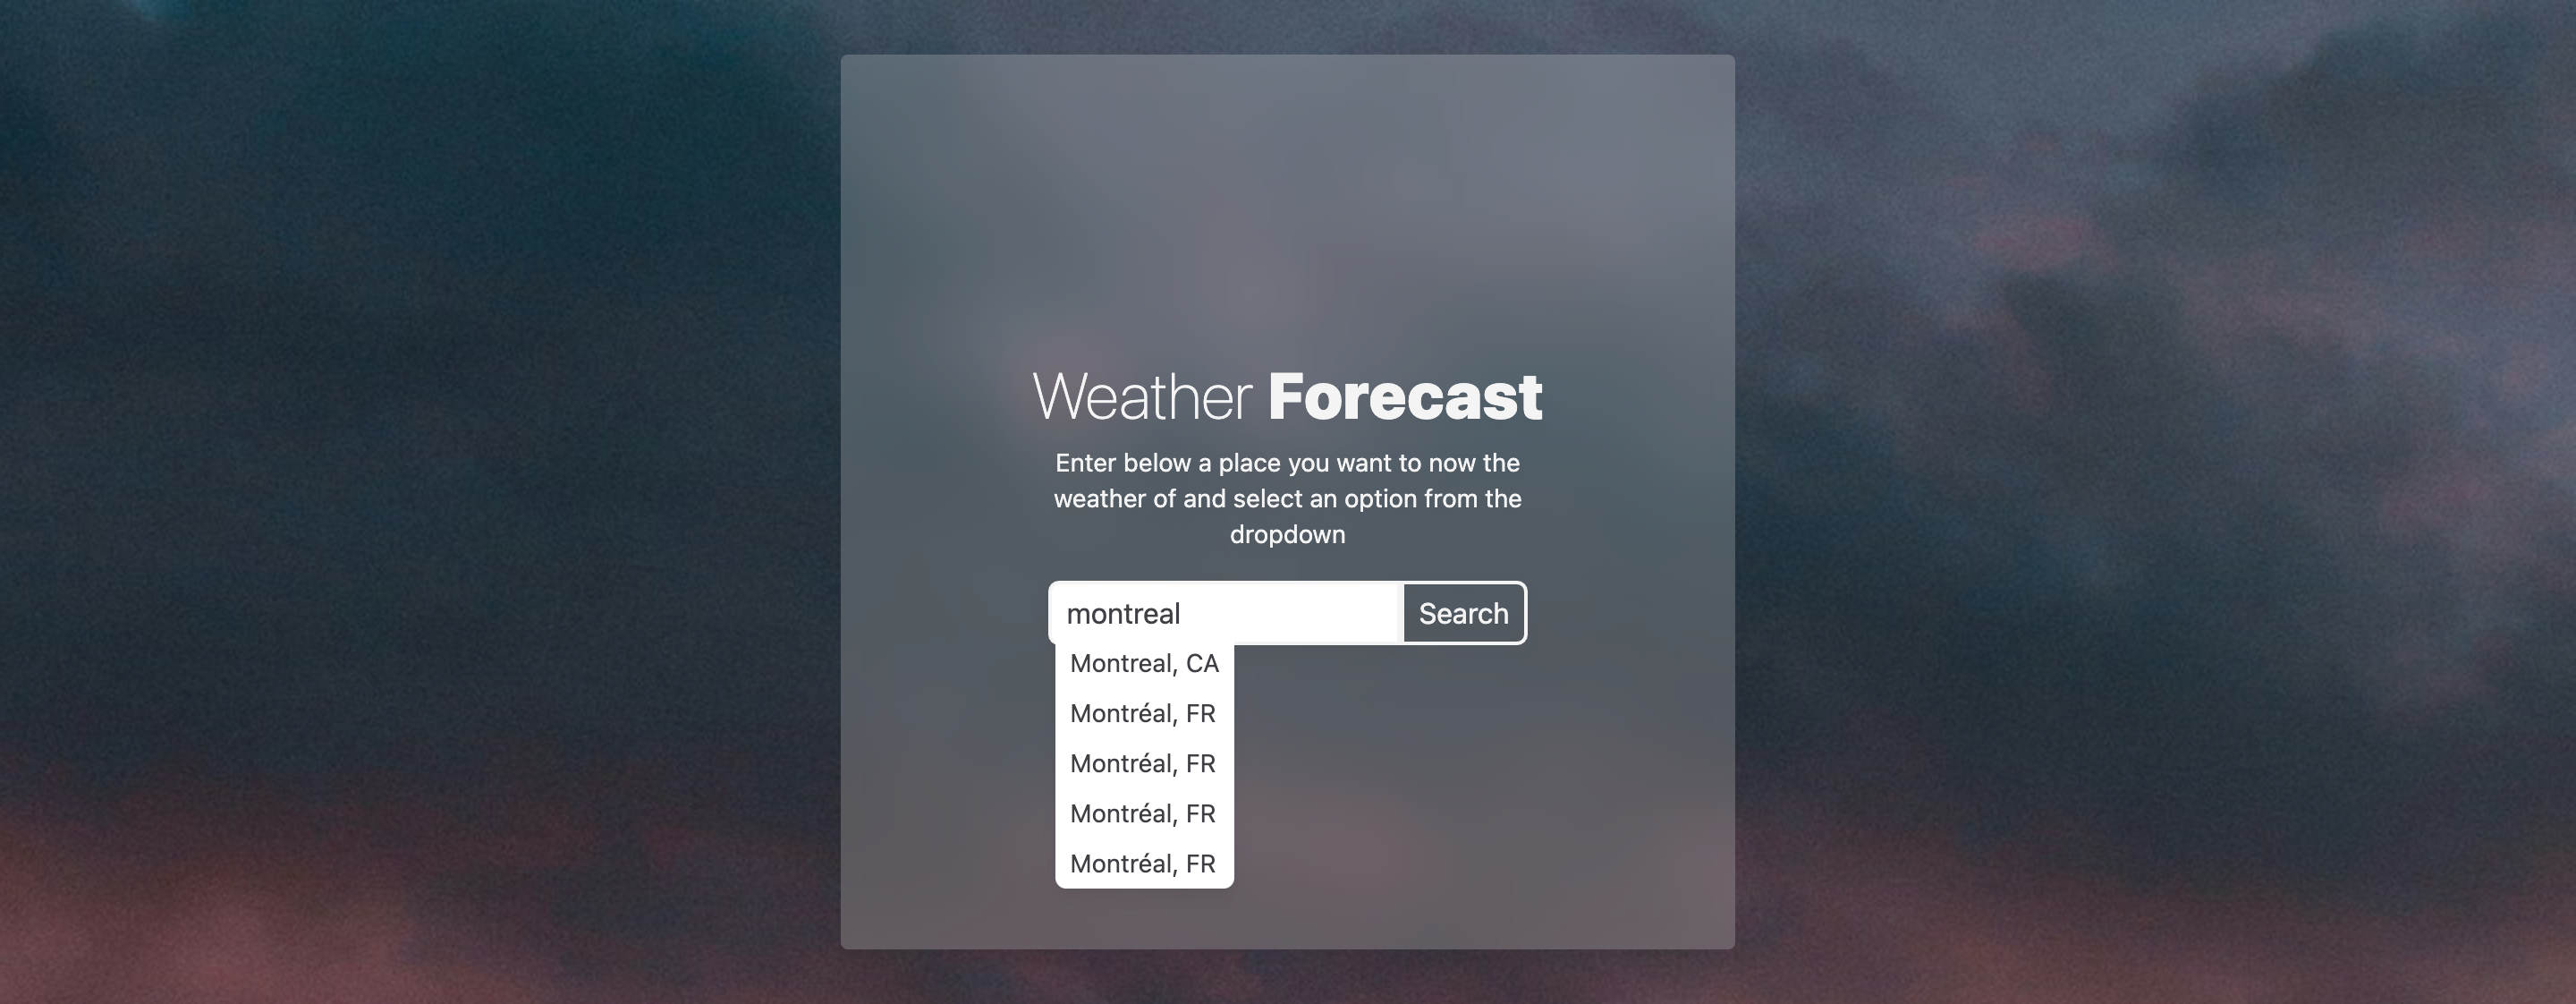 Weather Forecast
Enter below a place you want to now the
weather of and select an option from the
dropdown
montreal Search
Montreal, CA
Montréal, FR
Montréal, FR
Montréal, FR
Montréal, FR